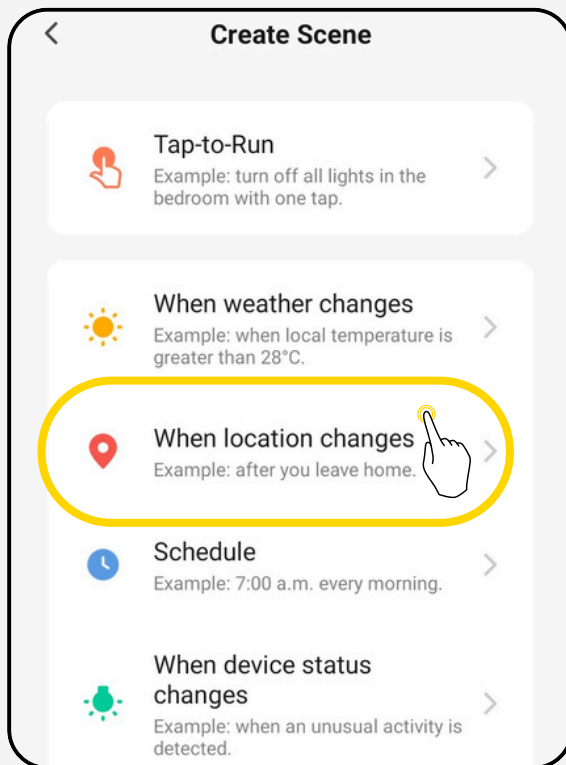 Create Scene
Tap-to-Run
Example: turn off all lights in the
bedroom with one tap.
When weather changes
Example: when local temperature is
greater than 28°C.
When location changes
Example: after you leave home.
Schedule
Example: 7:00 a.m. every morning.
When device status
changes
Example: when an unusual activity is
detected.